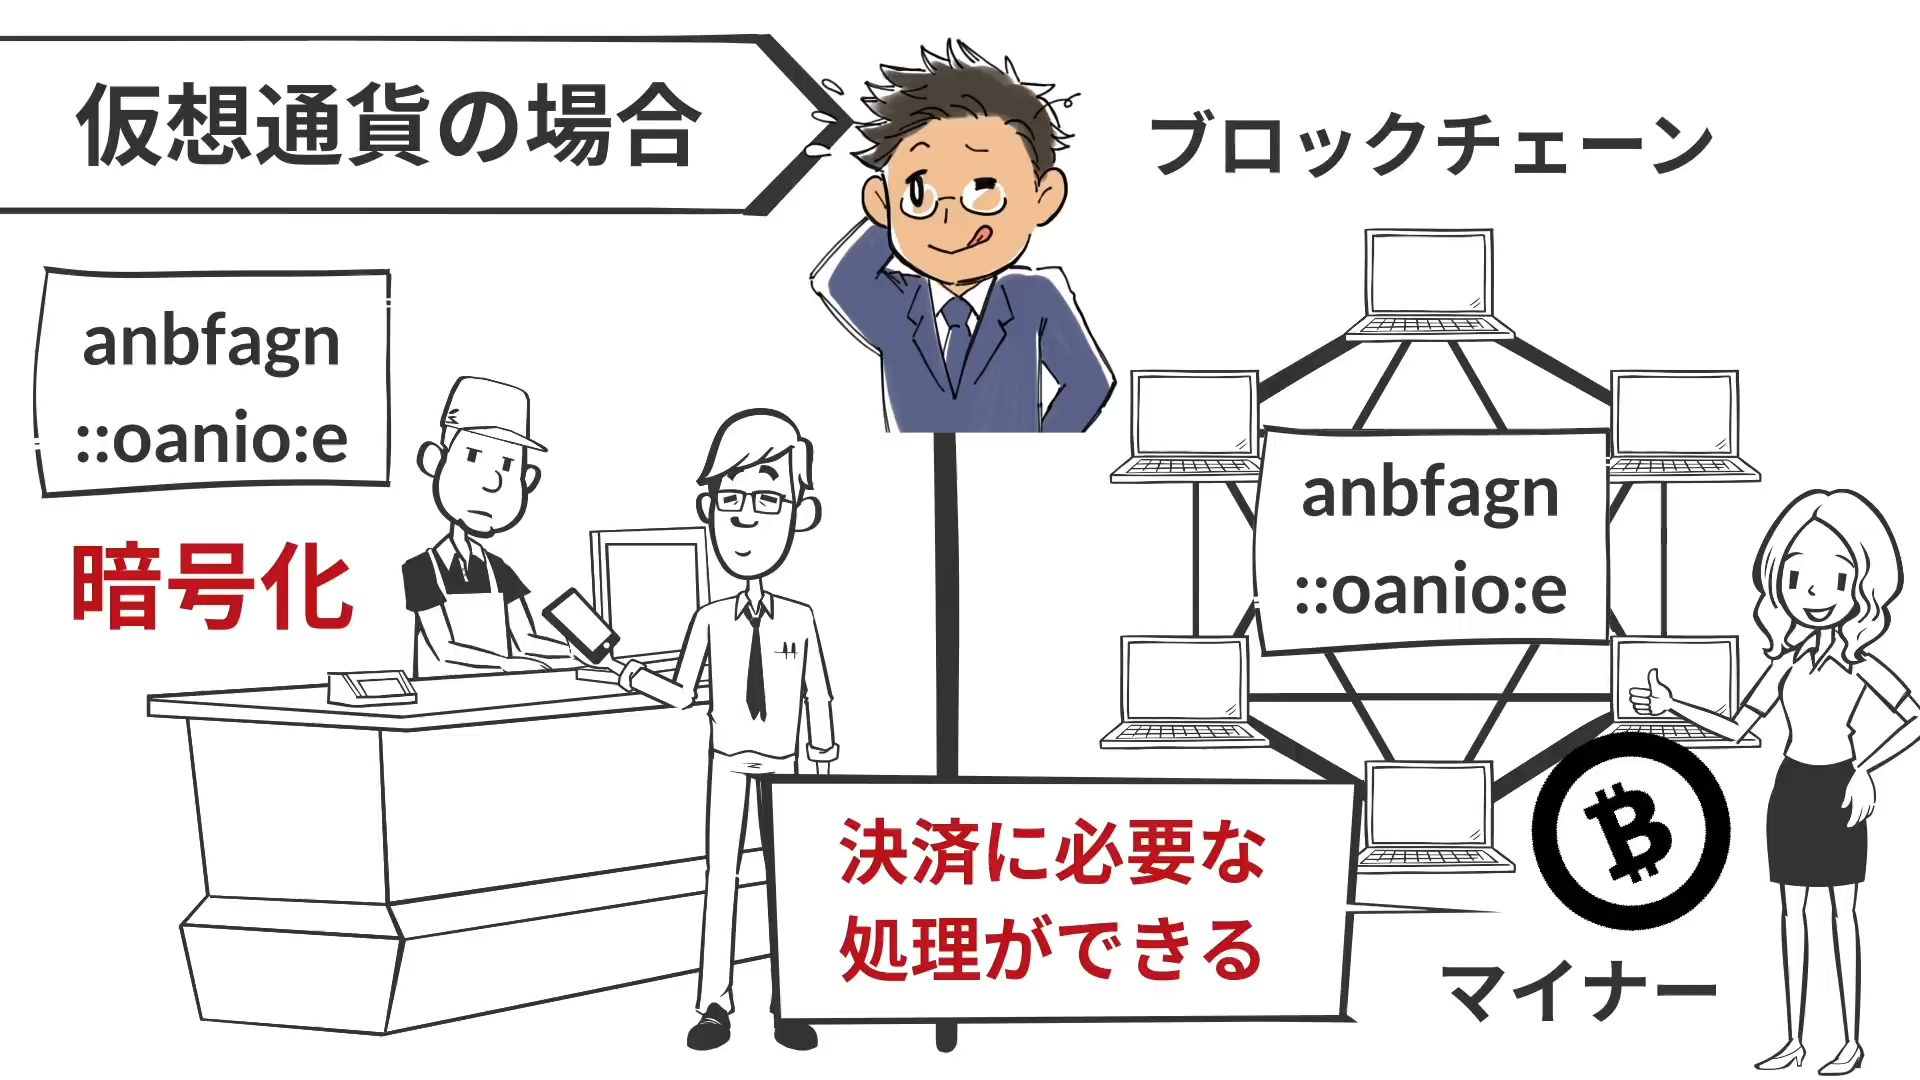 仮想通貨の場合
ブロックチェーン
anbfagn
::oanio:e
暗号化
anbfagn
::oanio:e
決済に必要な
処理ができる
マイナー